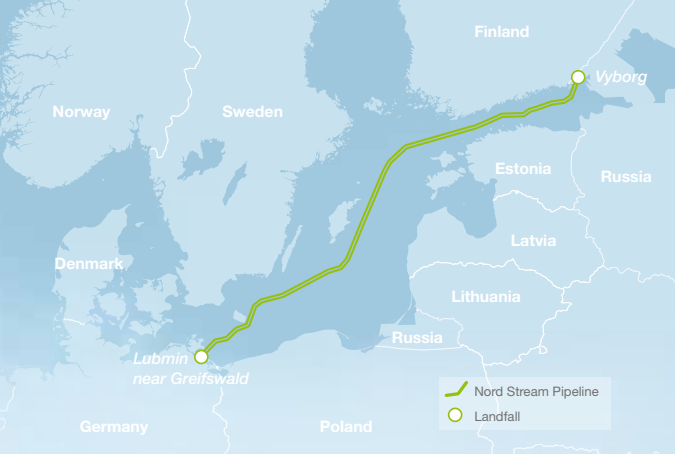 Finland
Vyborg
Norway
Sweden
Estonia
Russia
Latvia
Denmark
Lithuania
Russia
Lubmin
near Greifswald
Nord Stream Pipeline
Landfall
Germany
Poland